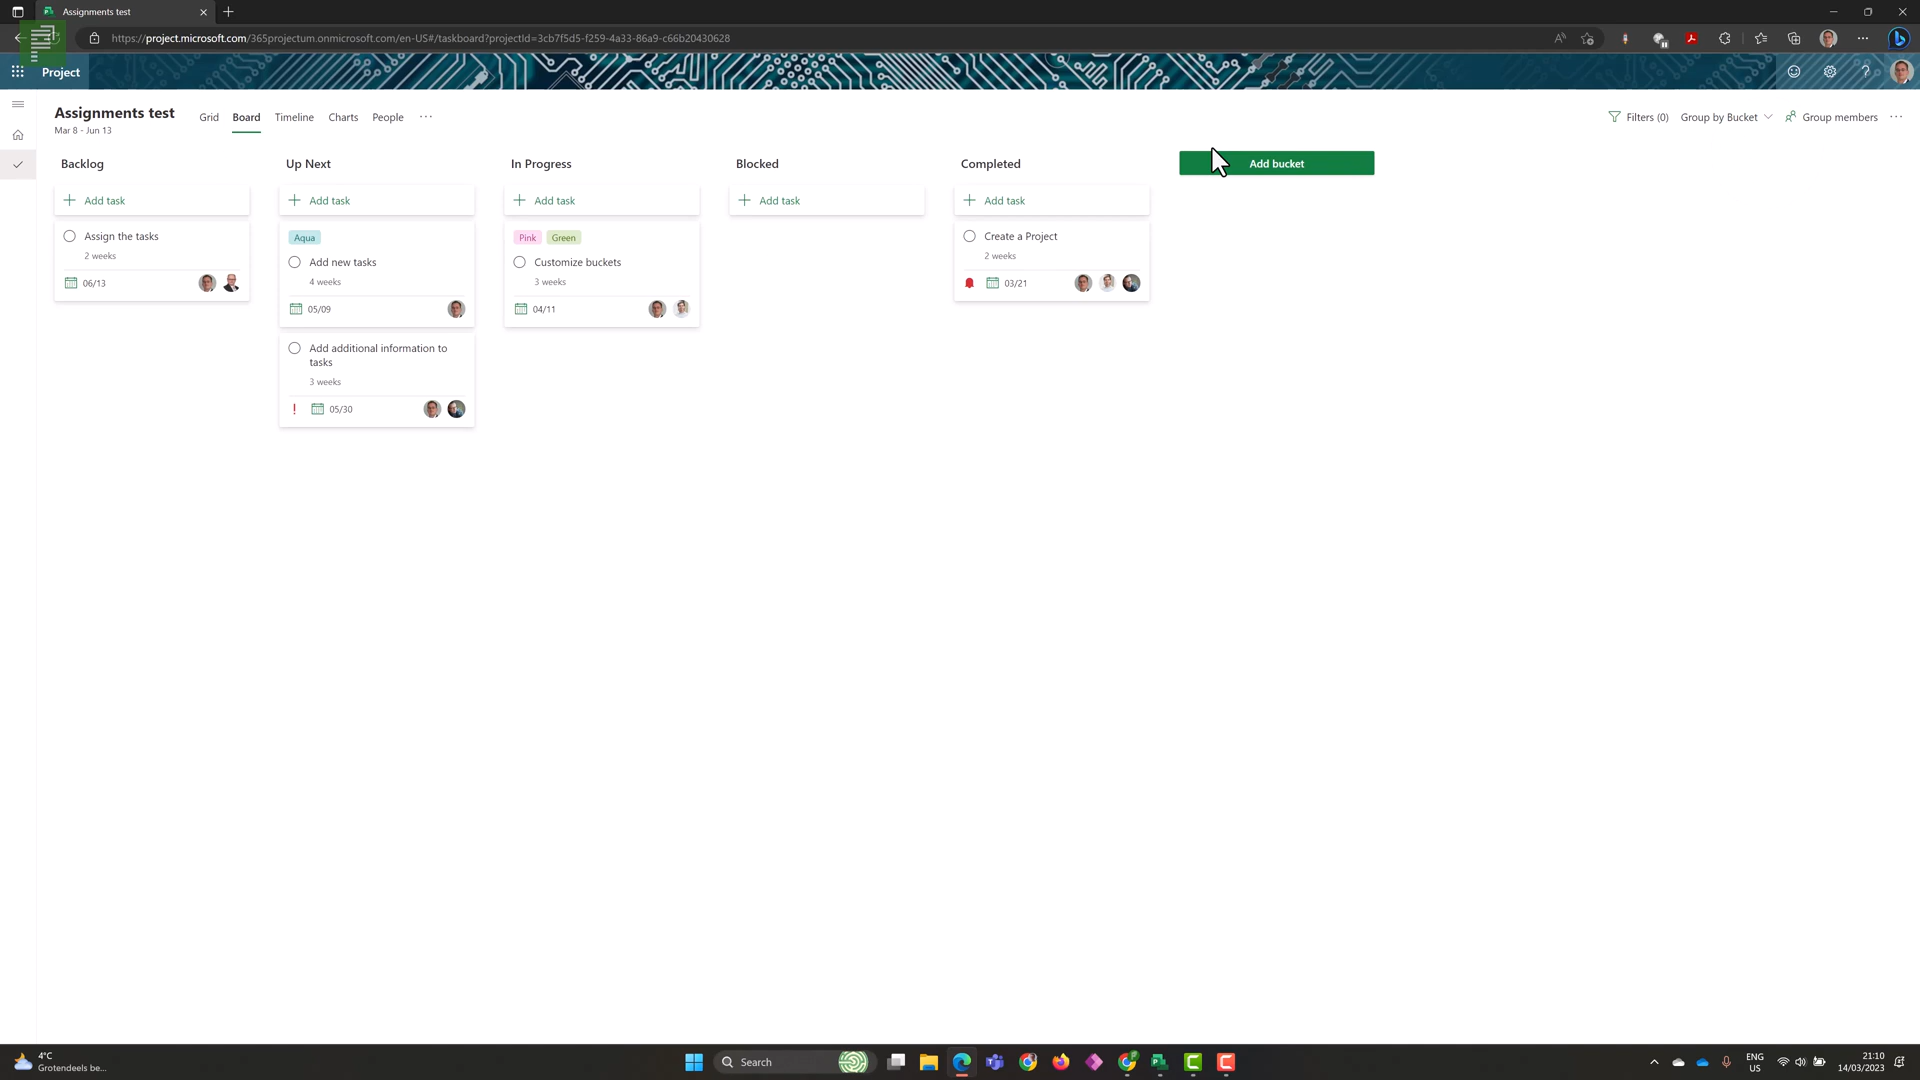 Assignments test
https://project.microsoft.com/365projectum.onmicrosoft.com/en-US#/taskboard?projectId=3cb7f5d5-f259-4a33-86a9-c66b20430628
Project
Assignments test
Mar 8 - Jun 13
Grid Board Timeline Charts People
Filters (0) Group by Bucket Group members
Backlog
Add task
Assign the tasks
2 weeks
06/13
Up Next
Add task
Aqua
Add new tasks
4 weeks
05/09
Add additional information to
tasks
3 weeks
! 05/30
In Progress
Add task
Pink Green
Customize buckets
3 weeks
04/11
Blocked
Add task
Completed
Add task
Create a Project
2 weeks
03/21
Add bucket
4°C
Grotendeels be...
Search
ENG
US
21:10
14/03/2023